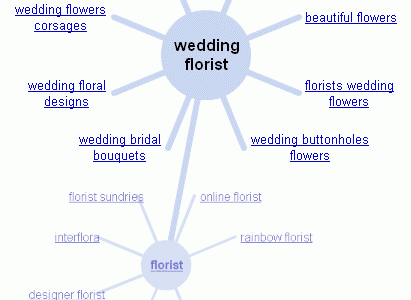 wedding flowers
corsages
beautiful flowers
wedding
florist
wedding floral
designs
florists wedding
flowers
wedding bridal
bouquets
wedding buttonholes
flowers
florist sundries
online florist
interflora
rainbow florist
florist
designer florist